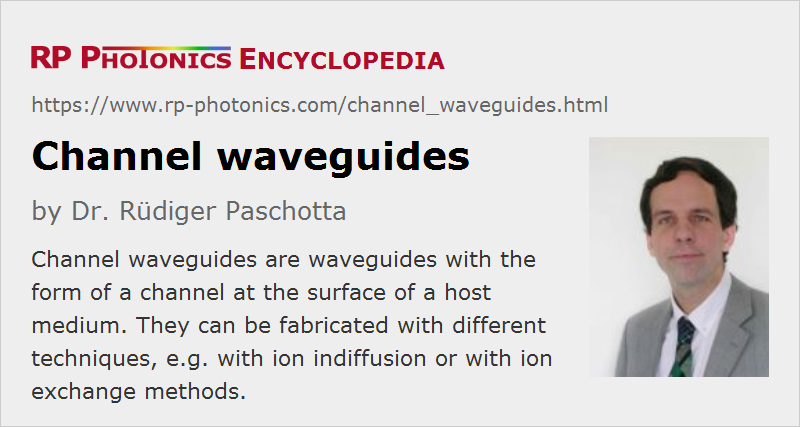 RP PHOTONICS ENCYCLOPEDIA
https://www.rp-photonics.com/channel_waveguides.html
Channel waveguides
by Dr. Rüdiger Paschotta
Channel waveguides are waveguides with the
form of a channel at the surface of a host
medium. They can be fabricated with different
techniques, e.g. with ion indiffusion or with ion
exchange methods.